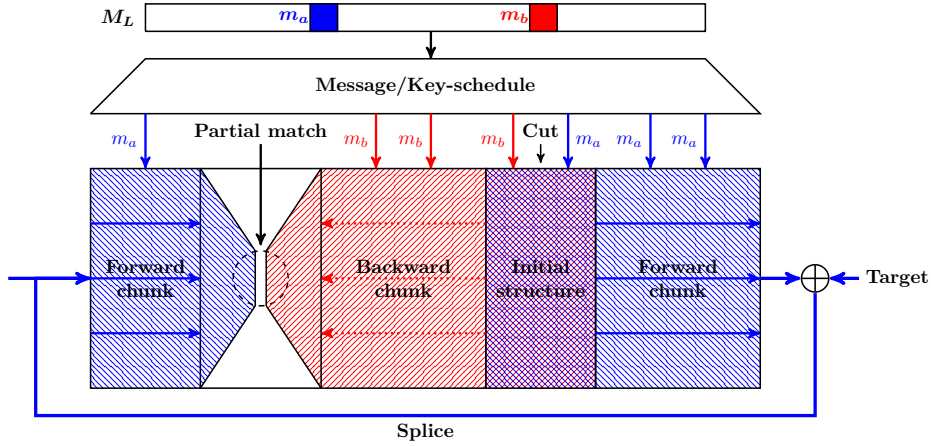 M_L m_a m_b
Message/Key-schedule
m_a Partial match m_b m_b m_b Cut m_a m_a m_a
Forward chunk
Backward chunk
Initial structure
Forward chunk
Target
Splice